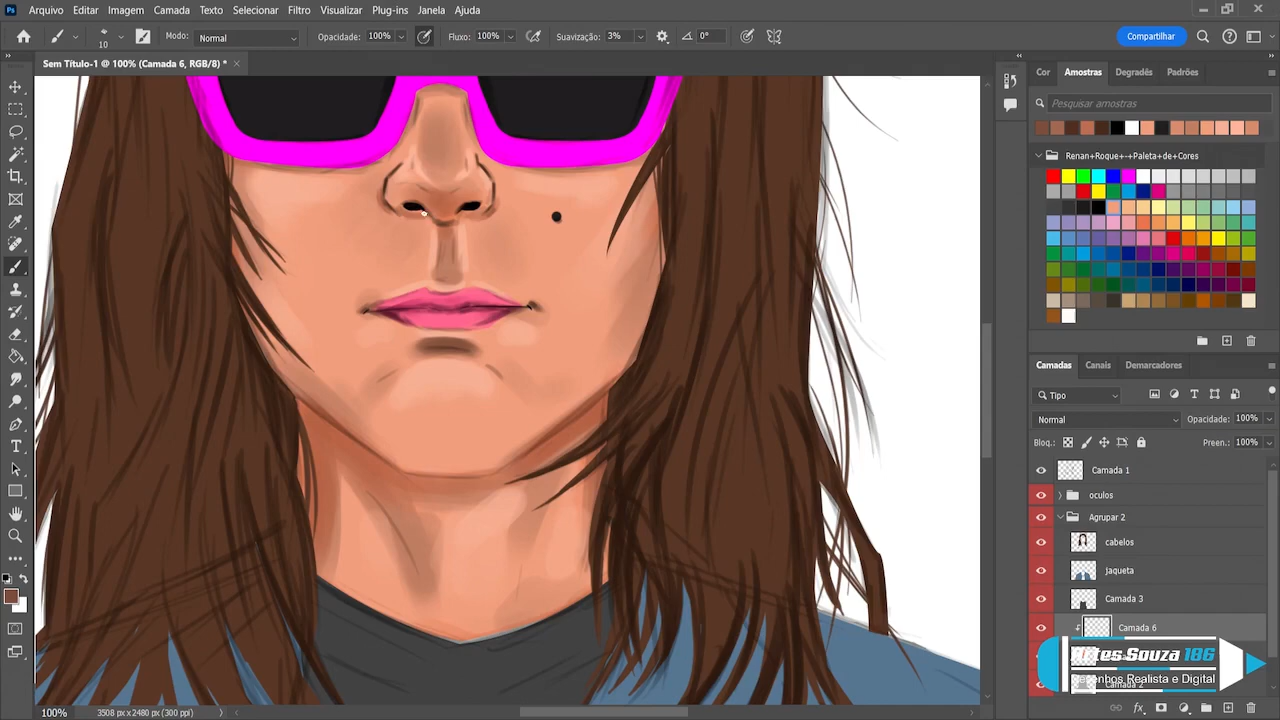 Ps Arquivo Editar Imagem Camada Texto Selecionar Filtro Visualizar Plug-ins Janela Ajuda
10 Modo: Normal Opacidade: 100% Fluxo: 100% Suavização: 3% 0° Compartilhar
Sem Título-1 @ 100% (Camada 6, RGB/8) *
Cor Amostras Degradês Padrões
Pesquisar amostras
Renan+Roque+-+Paleta+de+Cores
Camadas Canais Demarcadores
Tipo
Normal Opacidade: 100%
Bloq.: Preen.: 100%
Camada 1
oculos
Agrupar 2
cabelos
jaqueta
Camada 3
Camada 6
Souza 186
Realista e Digital
100% 3508 px x 2480 px (300 ppi)